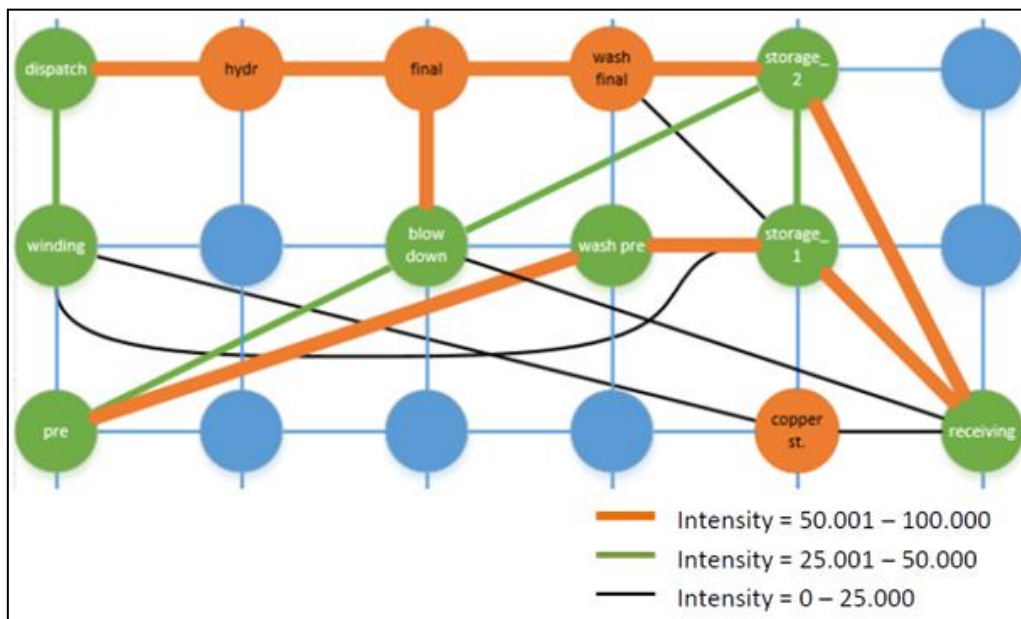 dispatch
hydr
final
wash
final
storage_
2
winding
blow
down
wash pre
storage_
1
pre
copper
st.
receiving
Intensity = 50.001 – 100.000
Intensity = 25.001 – 50.000
Intensity = 0 – 25.000